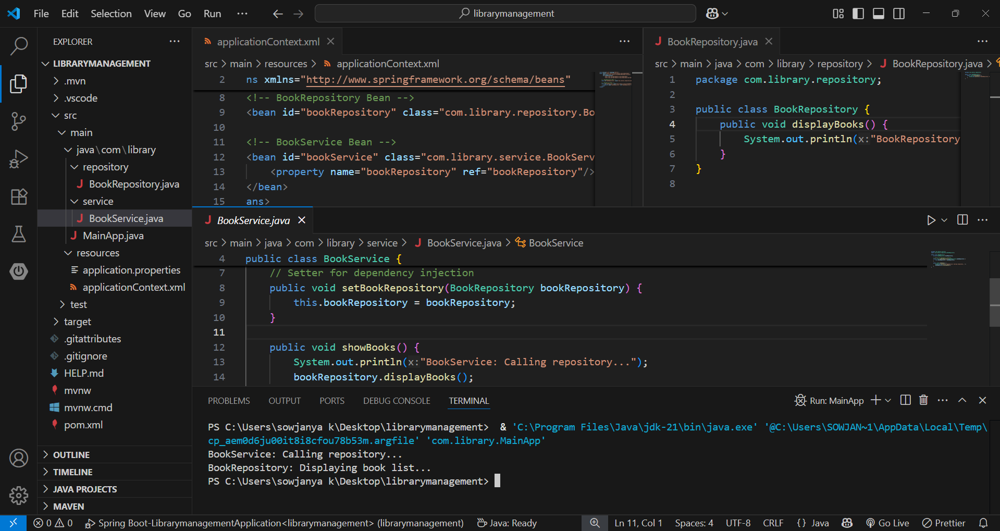 File Edit Selection View Go Run ··· librarymanagement
EXPLORER
LIBRARYMANAGEMENT
.mvn
.vscode
src
main
java\com\library
repository
BookRepository.java
service
BookService.java
MainApp.java
resources
application.properties
applicationContext.xml
test
target
.gitattributes
.gitignore
HELP.md
mvnw
mvnw.cmd
pom.xml
OUTLINE
TIMELINE
JAVA PROJECTS
MAVEN
applicationContext.xml
src > main > resources > applicationContext.xml
2 ns xmlns="http://www.springframework.org/schema/beans"
8 <!-- BookRepository Bean -->
9 <bean id="bookRepository" class="com.library.repository.Bo
10
11 <!-- BookService Bean -->
12 <bean id="bookService" class="com.library.service.BookServ
13 <property name="bookRepository" ref="bookRepository"/>
14 </bean>
15 ans>
BookRepository.java
src > main > java > com > library > repository > BookRepository.java >
1 package com.library.repository;
2
3 public class BookRepository {
4 public void displayBooks() {
5 System.out.println(x:"BookRepository
6 }
7 }
8
BookService.java
src > main > java > com > library > service > BookService.java > BookService
4 public class BookService {
7 // Setter for dependency injection
8 public void setBookRepository(BookRepository bookRepository) {
9 this.bookRepository = bookRepository;
10 }
11
12 public void showBooks() {
13 System.out.println(x:"BookService: Calling repository...");
14 bookRepository.displayBooks();
PROBLEMS OUTPUT PORTS DEBUG CONSOLE TERMINAL Run: MainApp
PS C:\Users\sowjanya k\Desktop\librarymanagement> & 'C:\Program Files\Java\jdk-21\bin\java.exe' '@C:\Users\SOWJAN~1\AppData\Local\Temp\
cp_aem0d6ju00it8i8cfou78b53m.argfile' 'com.library.MainApp'
BookService: Calling repository...
BookRepository: Displaying book list...
PS C:\Users\sowjanya k\Desktop\librarymanagement>
0 0 Spring Boot-LibrarymanagementApplication<librarymanagement> (librarymanagement) Java: Ready Ln 11, Col 1 Spaces: 4 UTF-8 CRLF {} Java Go Live Prettier